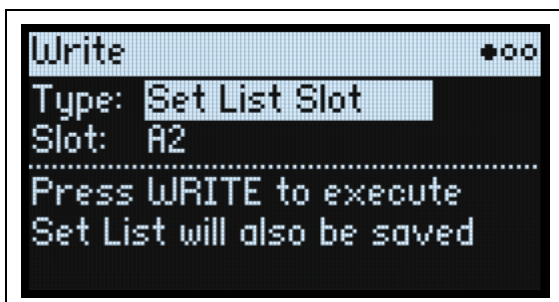 Write
Type: Set List Slot
Slot: A2
Press WRITE to execute
Set List will also be saved